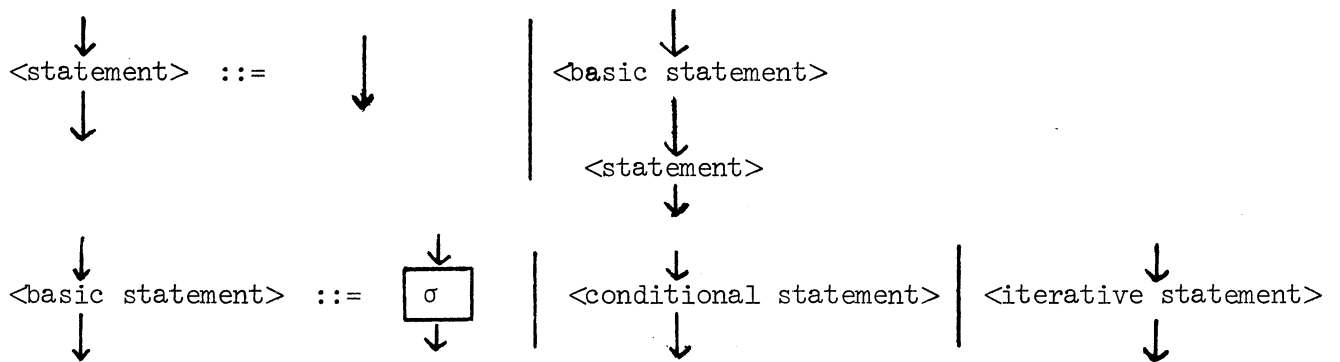 <statement> ::= | <basic statement>
<statement>
<basic statement> ::= σ | <conditional statement> | <iterative statement>